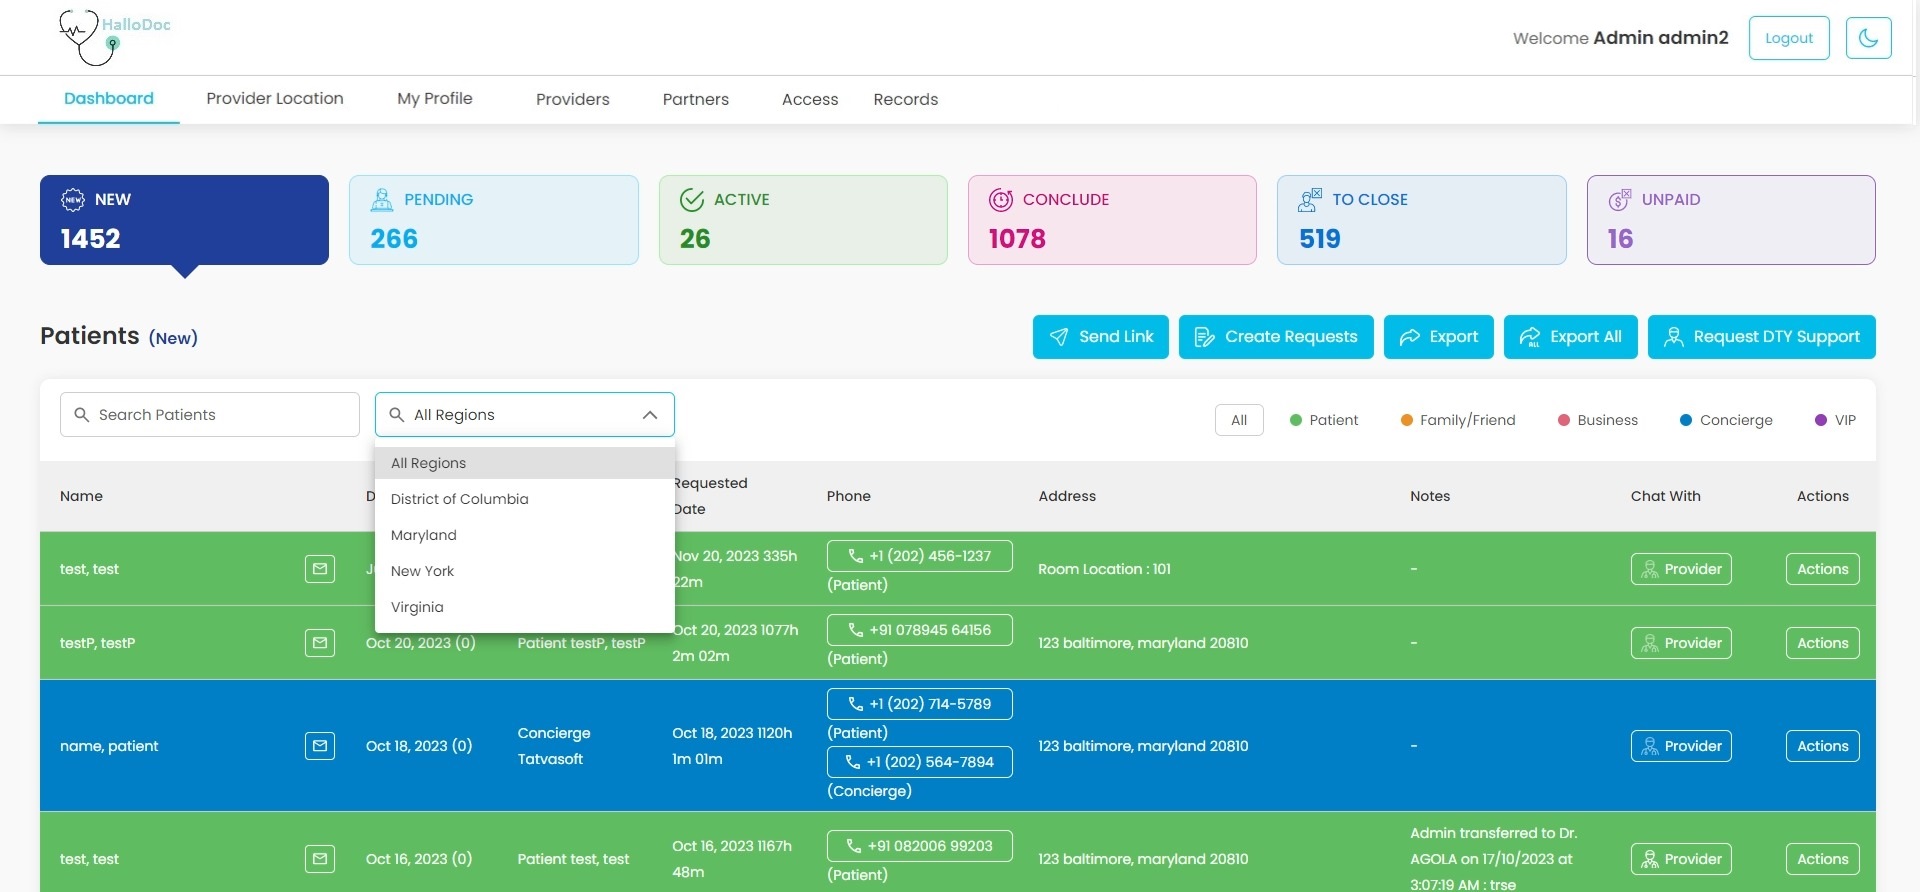 HalloDoc
Welcome Admin admin2
Logout
Dashboard
Provider Location
My Profile
Providers
Partners
Access
Records
NEW
NEW
1452
PENDING
266
ACTIVE
26
CONCLUDE
1078
TO CLOSE
519
UNPAID
16
Patients (New)
Send Link
Create Requests
Export
ALL
Export All
Request DTY Support
Search Patients
All Regions
All
Patient
Family/Friend
Business
Concierge
VIP
All Regions
District of Columbia
Maryland
New York
Virginia
Name
D
Requested
Date
Phone
Address
Notes
Chat With
Actions
test, test
Nov 20, 2023 335h
22m
+1 (202) 456-1237
(Patient)
Room Location : 101
-
Provider
Actions
testP, testP
Oct 20, 2023 (0)
Patient testP, testP
Oct 20, 2023 1077h
2m 02m
+91 078945 64156
(Patient)
123 baltimore, maryland 20810
-
Provider
Actions
name, patient
Oct 18, 2023 (0)
Concierge
Tatvasoft
Oct 18, 2023 1120h
1m 01m
+1 (202) 714-5789
(Patient)
+1 (202) 564-7894
(Concierge)
123 baltimore, maryland 20810
-
Provider
Actions
test, test
Oct 16, 2023 (0)
Patient test, test
Oct 16, 2023 1167h
48m
+91 082006 99203
(Patient)
123 baltimore, maryland 20810
Admin transferred to Dr.
AGOLA on 17/10/2023 at
3:07:19 AM : trse
Provider
Actions